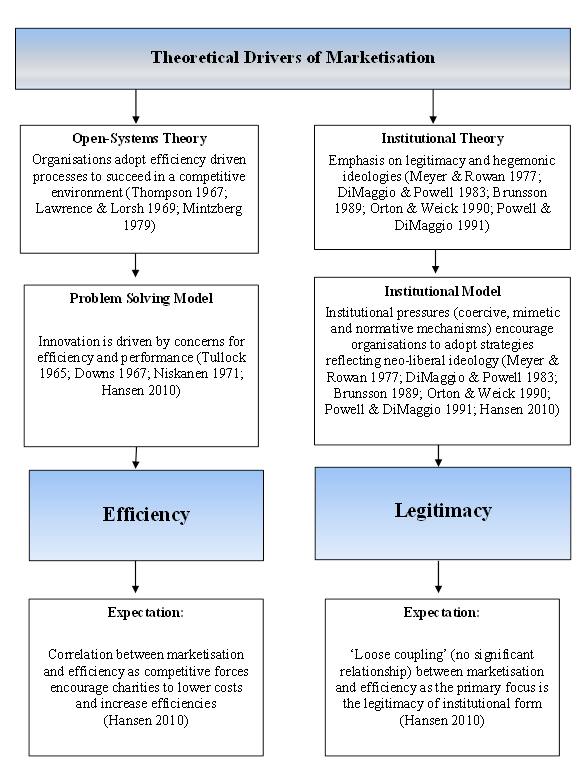 Theoretical Drivers of Marketisation
Open-Systems Theory
Organisations adopt efficiency driven
processes to succeed in a competitive
environment (Thompson 1967;
Lawrence & Lorsh 1969; Mintzberg
1979)
Problem Solving Model
Innovation is driven by concerns for
efficiency and performance (Tullock
1965; Downs 1967; Niskanen 1971;
Hansen 2010)
Efficiency
Expectation:
Correlation between marketisation
and efficiency as competitive forces
encourage charities to lower costs
and increase efficiencies
(Hansen 2010)
Institutional Theory
Emphasis on legitimacy and hegemonic
ideologies (Meyer & Rowan 1977;
DiMaggio & Powell 1983; Brunsson
1989; Orton & Weick 1990; Powell &
DiMaggio 1991)
Institutional Model
Institutional pressures (coercive, mimetic
and normative mechanisms) encourage
organisations to adopt strategies
reflecting neo-liberal ideology (Meyer &
Rowan 1977; DiMaggio & Powell 1983;
Brunsson 1989; Orton & Weick 1990;
Powell & DiMaggio 1991; Hansen 2010)
Legitimacy
Expectation:
‘Loose coupling’ (no significant
relationship) between marketisation
and efficiency as the primary focus is
the legitimacy of institutional form
(Hansen 2010)